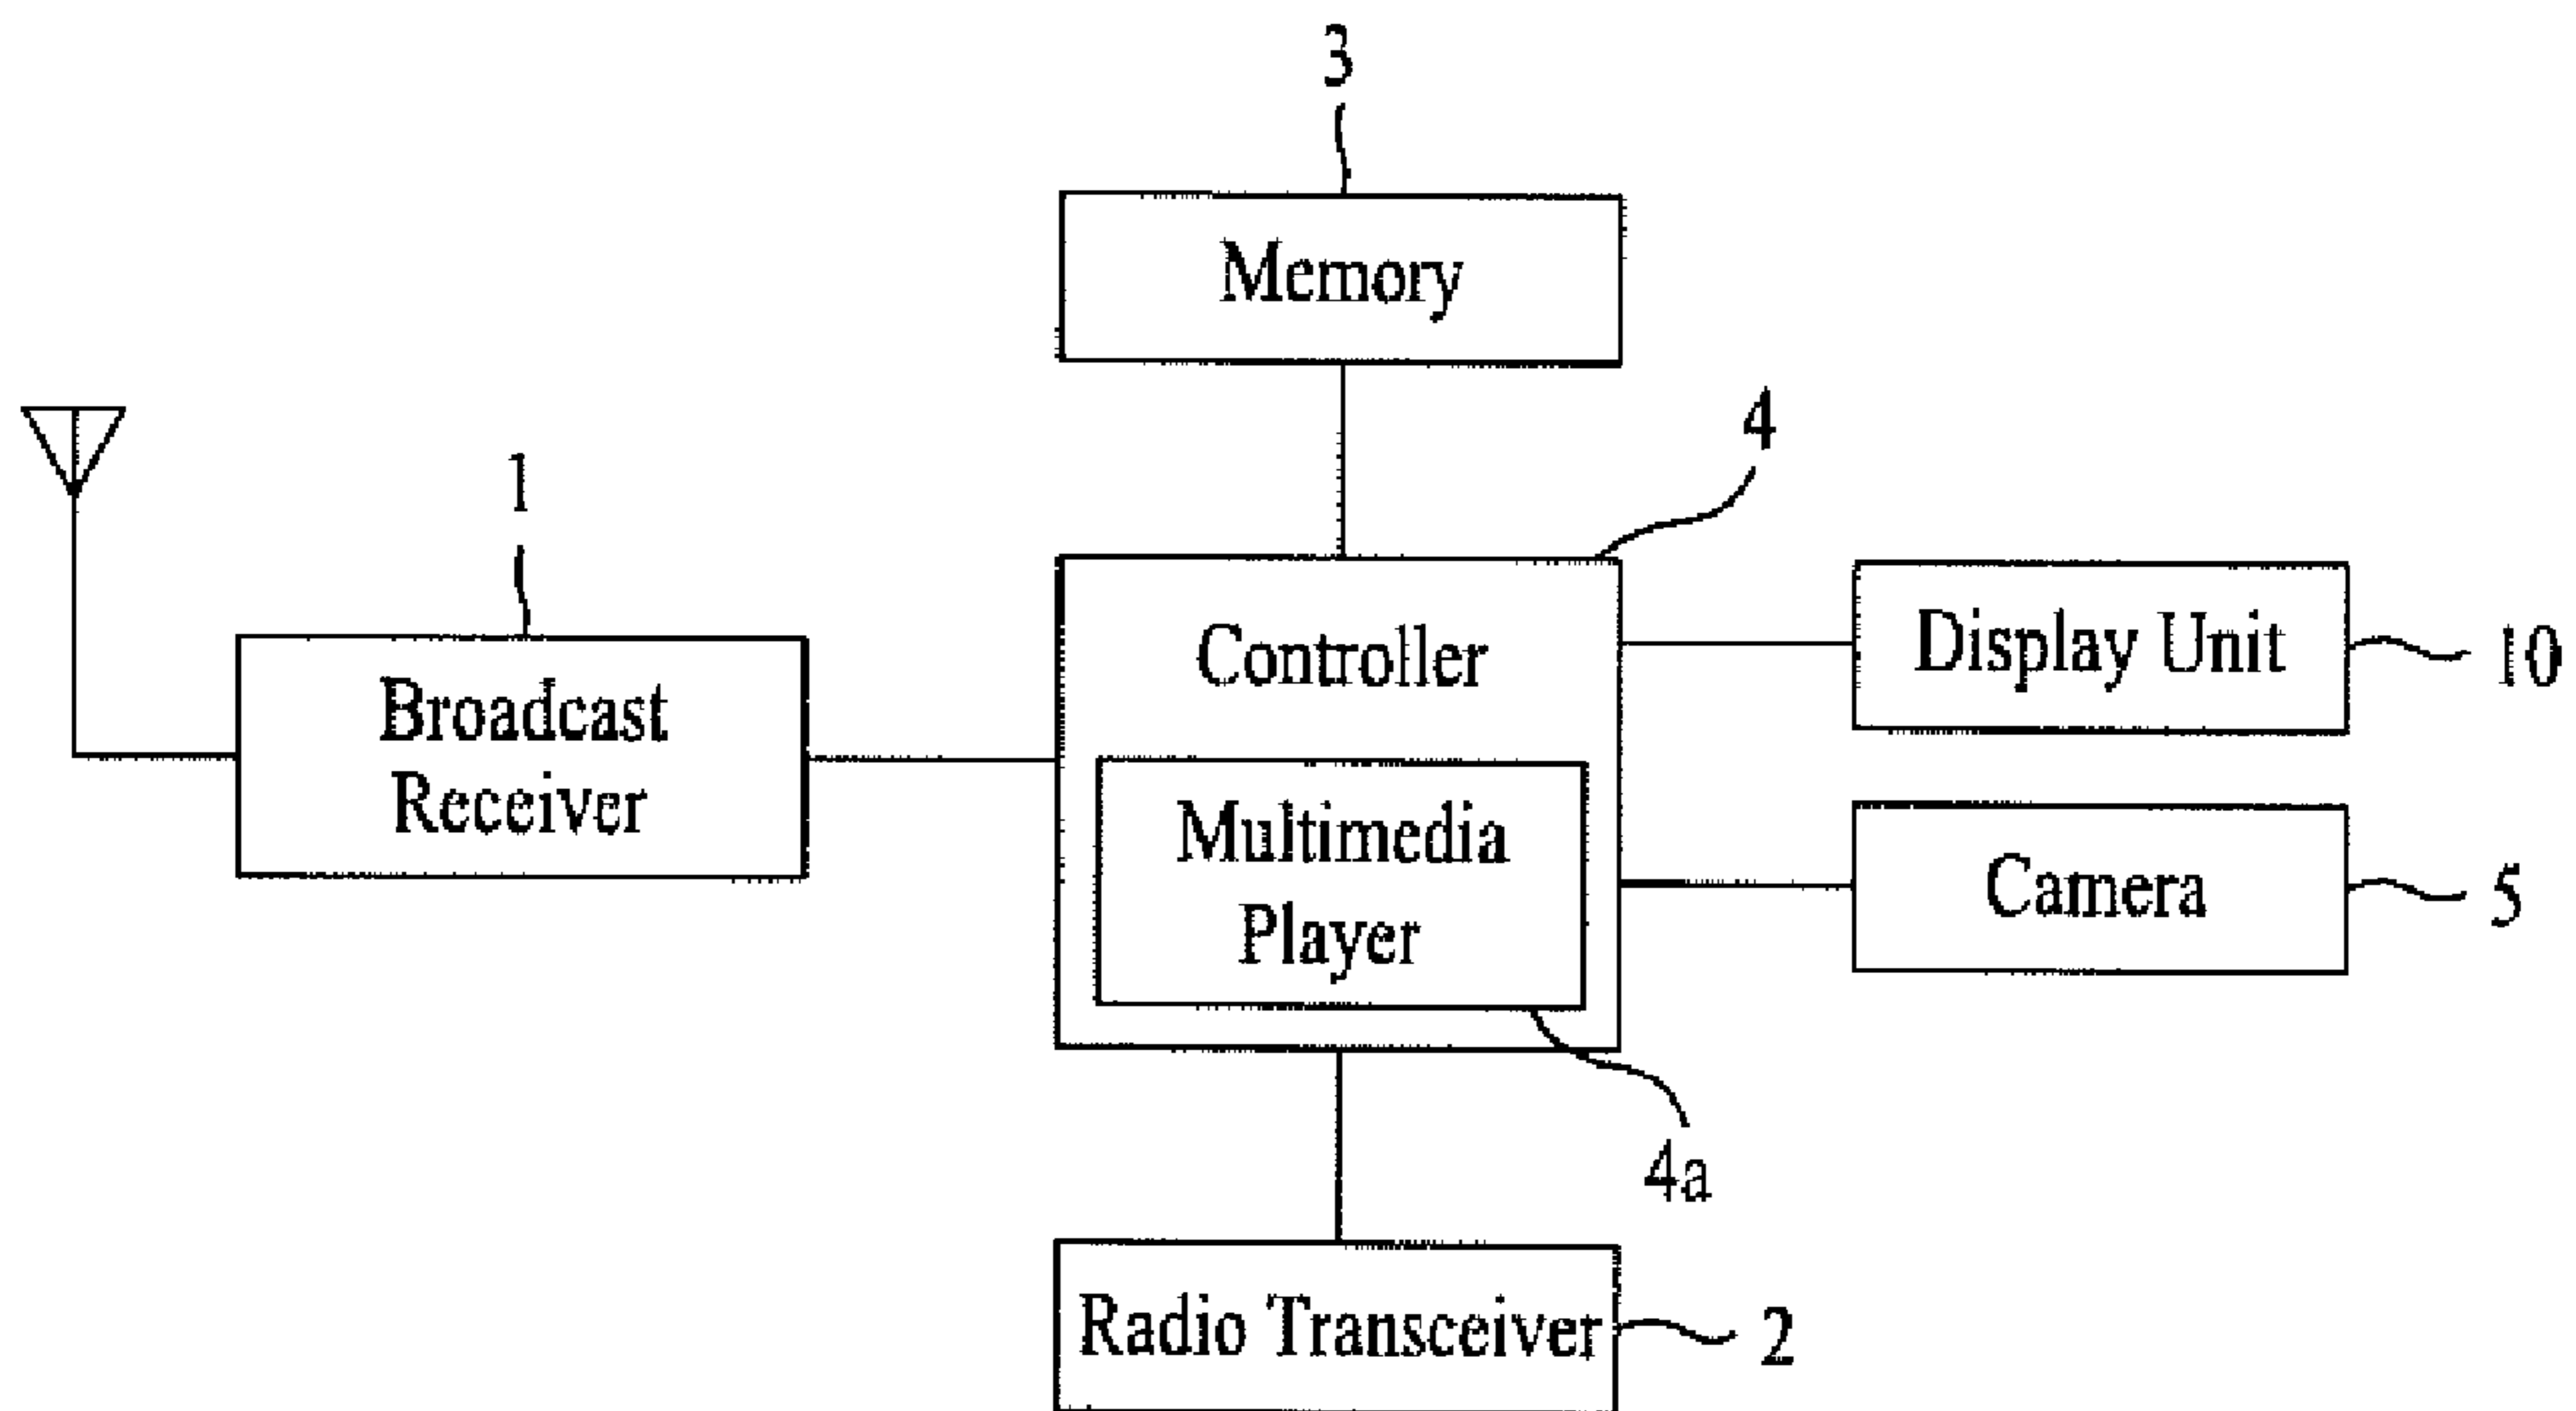 3
Memory
4
1
Controller
Display Unit
10
Broadcast
Receiver
Multimedia
Player
Camera
5
4a
Radio Transceiver
2